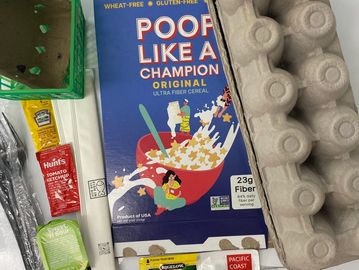 WHEAT-FREE • GLUTEN-FREE
POOP
LIKE A
CHAMPION
ORIGINAL
ULTRA FIBER CEREAL
23g
Fiber
Product of USA
Hunt's
TOMATO
KETCHUP
BIGELOW
PACIFIC
COAST